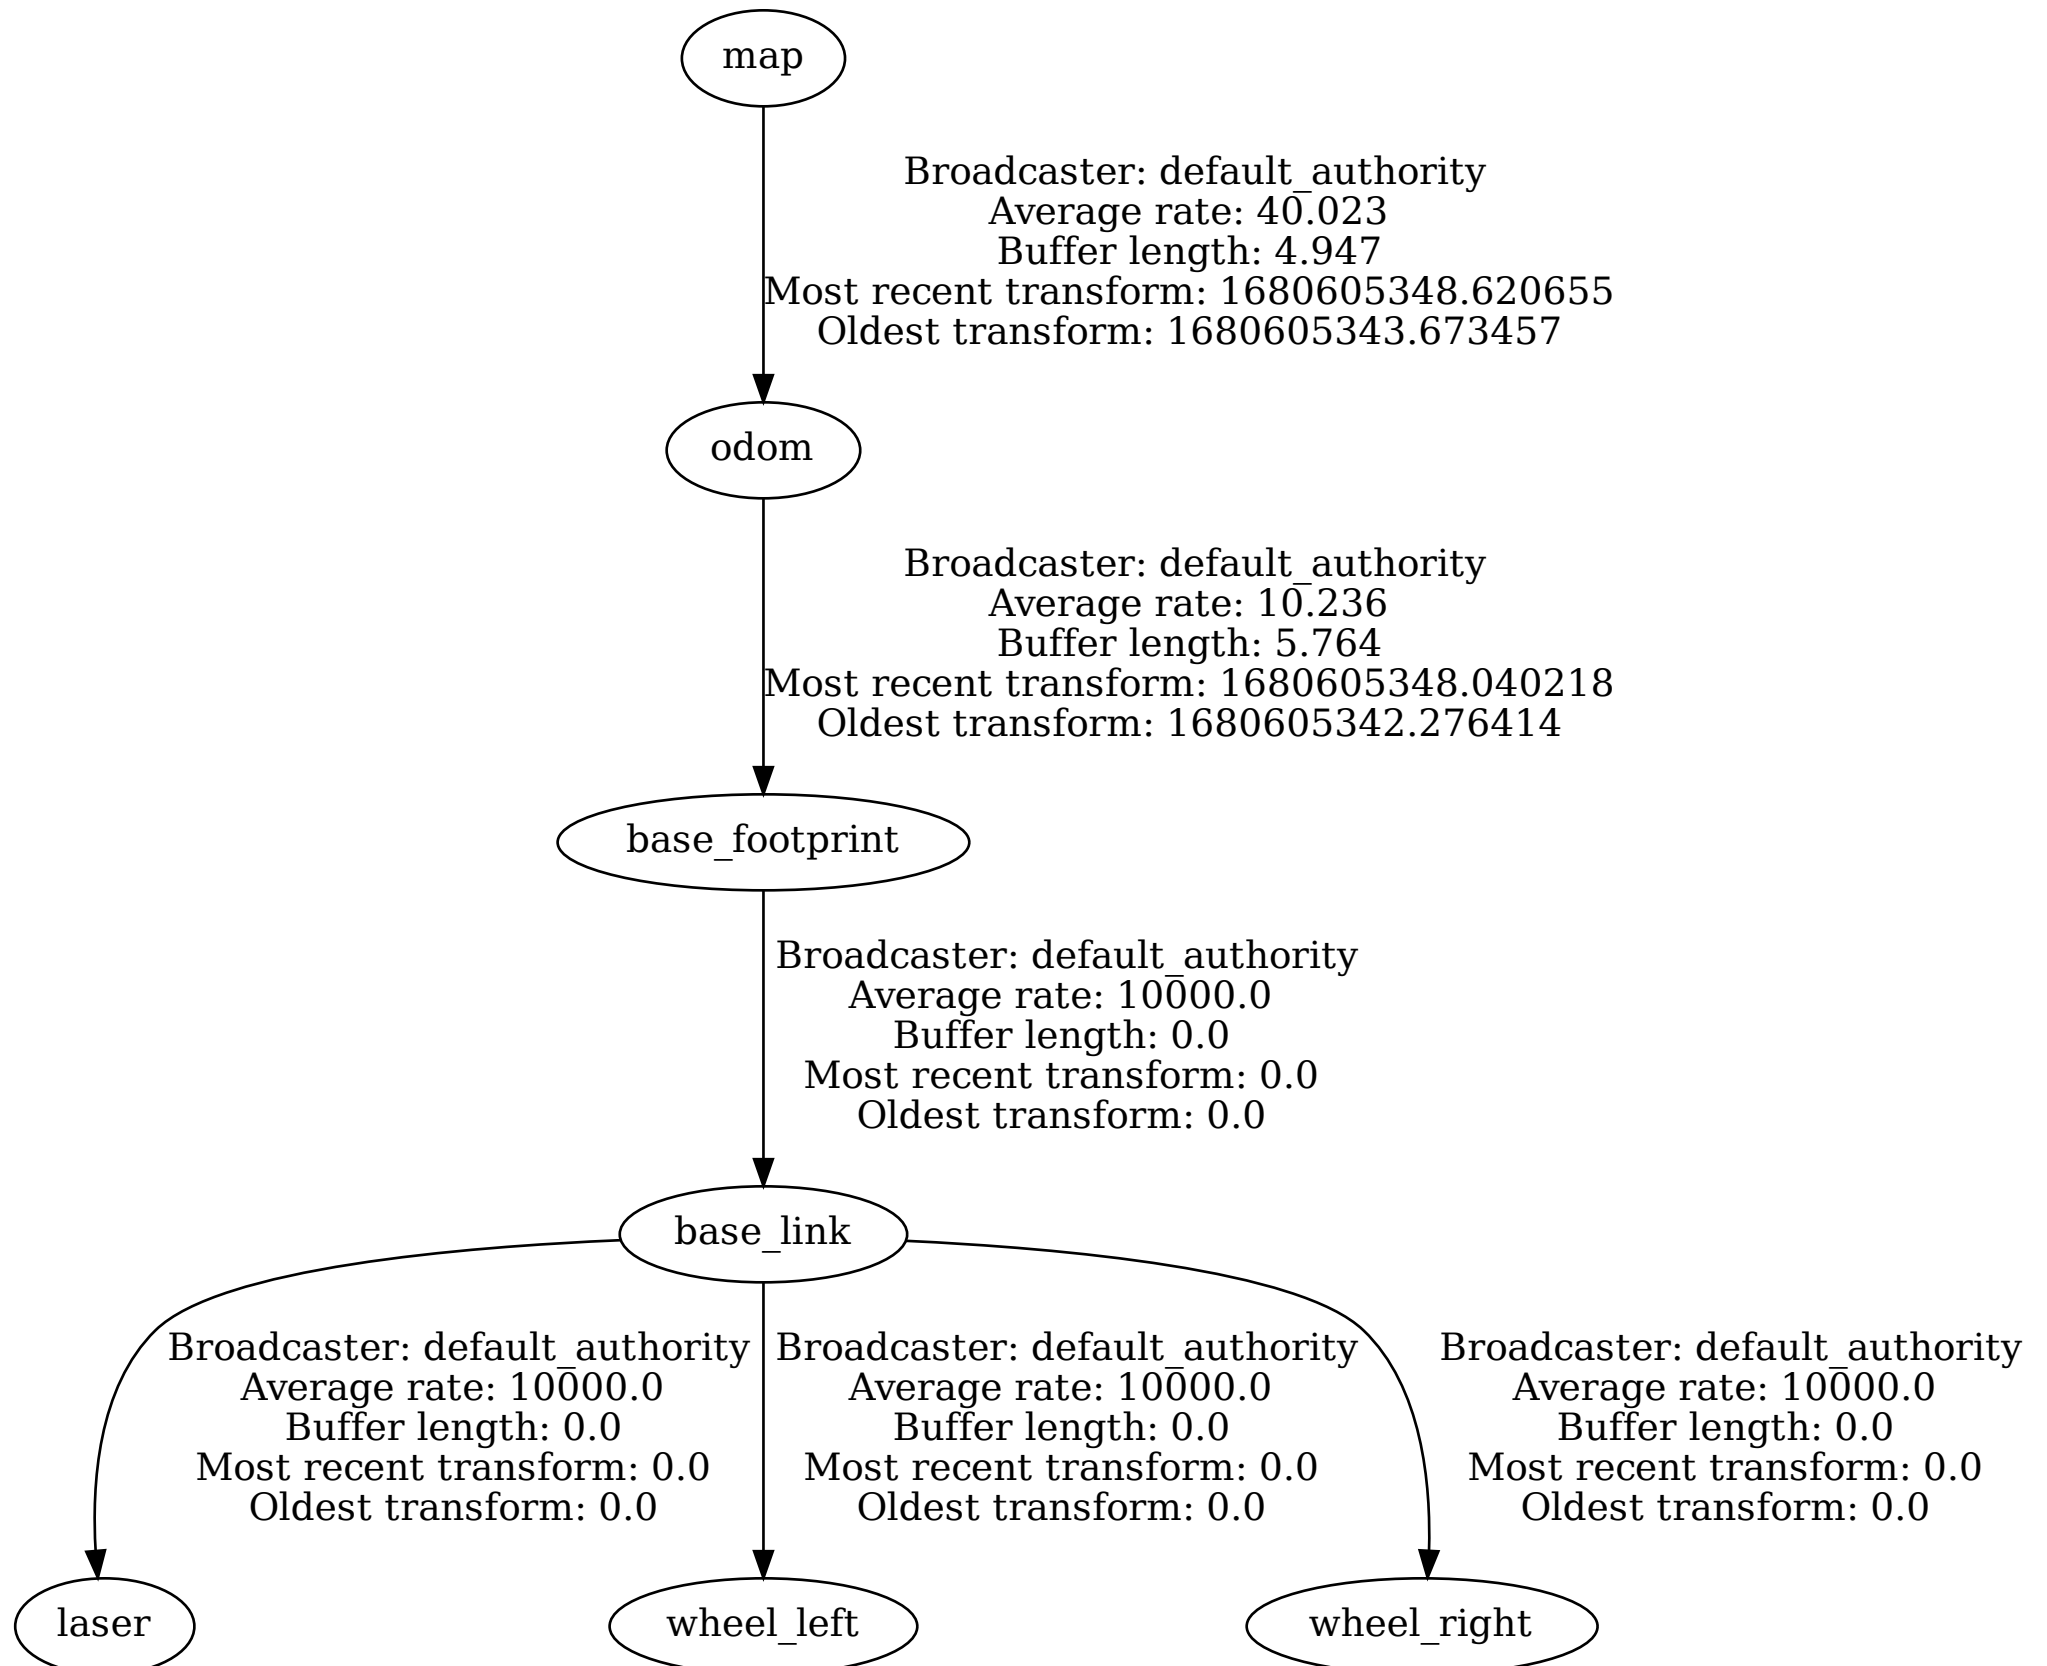 map
Broadcaster: default_authority
Average rate: 40.023
Buffer length: 4.947
Most recent transform: 1680605348.620655
Oldest transform: 1680605343.673457
odom
Broadcaster: default_authority
Average rate: 10.236
Buffer length: 5.764
Most recent transform: 1680605348.040218
Oldest transform: 1680605342.276414
base_footprint
Broadcaster: default_authority
Average rate: 10000.0
Buffer length: 0.0
Most recent transform: 0.0
Oldest transform: 0.0
base_link
Broadcaster: default_authority
Average rate: 10000.0
Buffer length: 0.0
Most recent transform: 0.0
Oldest transform: 0.0
Broadcaster: default_authority
Average rate: 10000.0
Buffer length: 0.0
Most recent transform: 0.0
Oldest transform: 0.0
Broadcaster: default_authority
Average rate: 10000.0
Buffer length: 0.0
Most recent transform: 0.0
Oldest transform: 0.0
laser
wheel_left
wheel_right